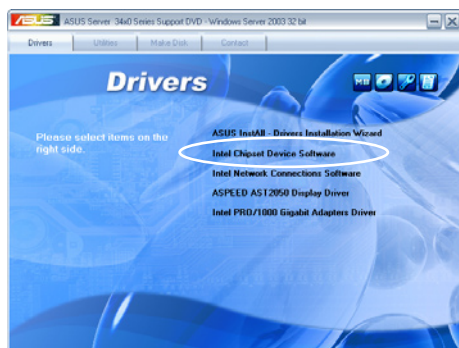 ASUS ASUS Server 34x0 Series Support DVD - Windows Server 2003 32 bit
Drivers Utilities Make Disk Contact
Drivers
Please select items on the
right side.
ASUS InstAll - Drivers Installation Wizard
Intel Chipset Device Software
Intel Network Connections Software
ASPEED AST2050 Display Driver
Intel PRO/1000 Gigabit Adapters Driver